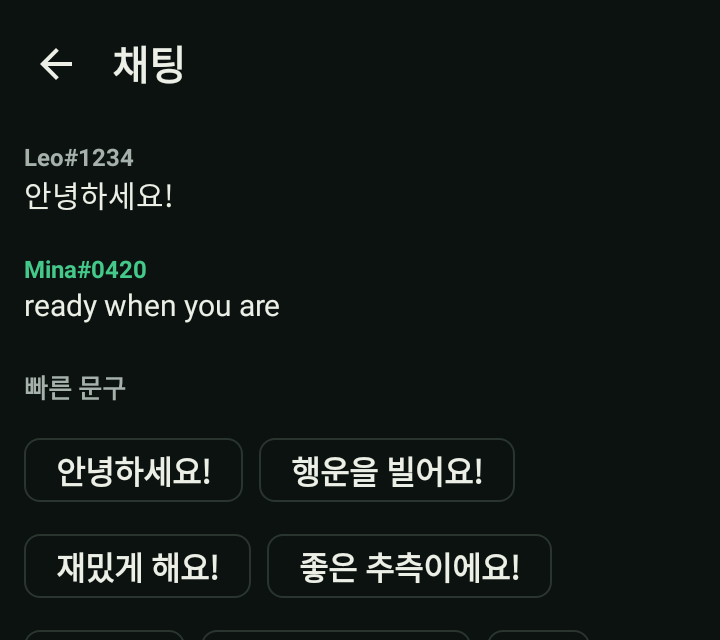 채팅
Leo#1234
안녕하세요!
Mina#0420
ready when you are
빠른 문구
안녕하세요!
행운을 빌어요!
재밌게 해요!
좋은 추측이에요!